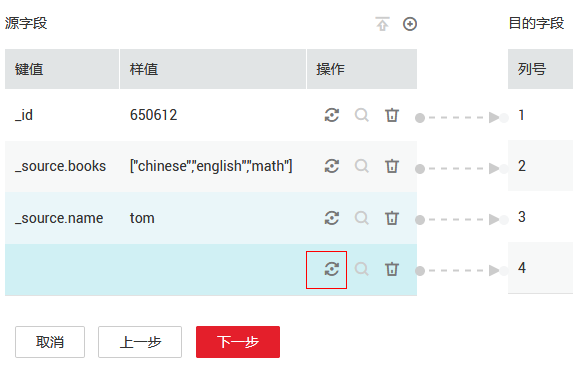 源字段 目的字段
键值 样值 操作 列号
_id 650612 1
_source.books ["chinese","english","math"] 2
_source.name tom 3
4
取消 上一步 下一步